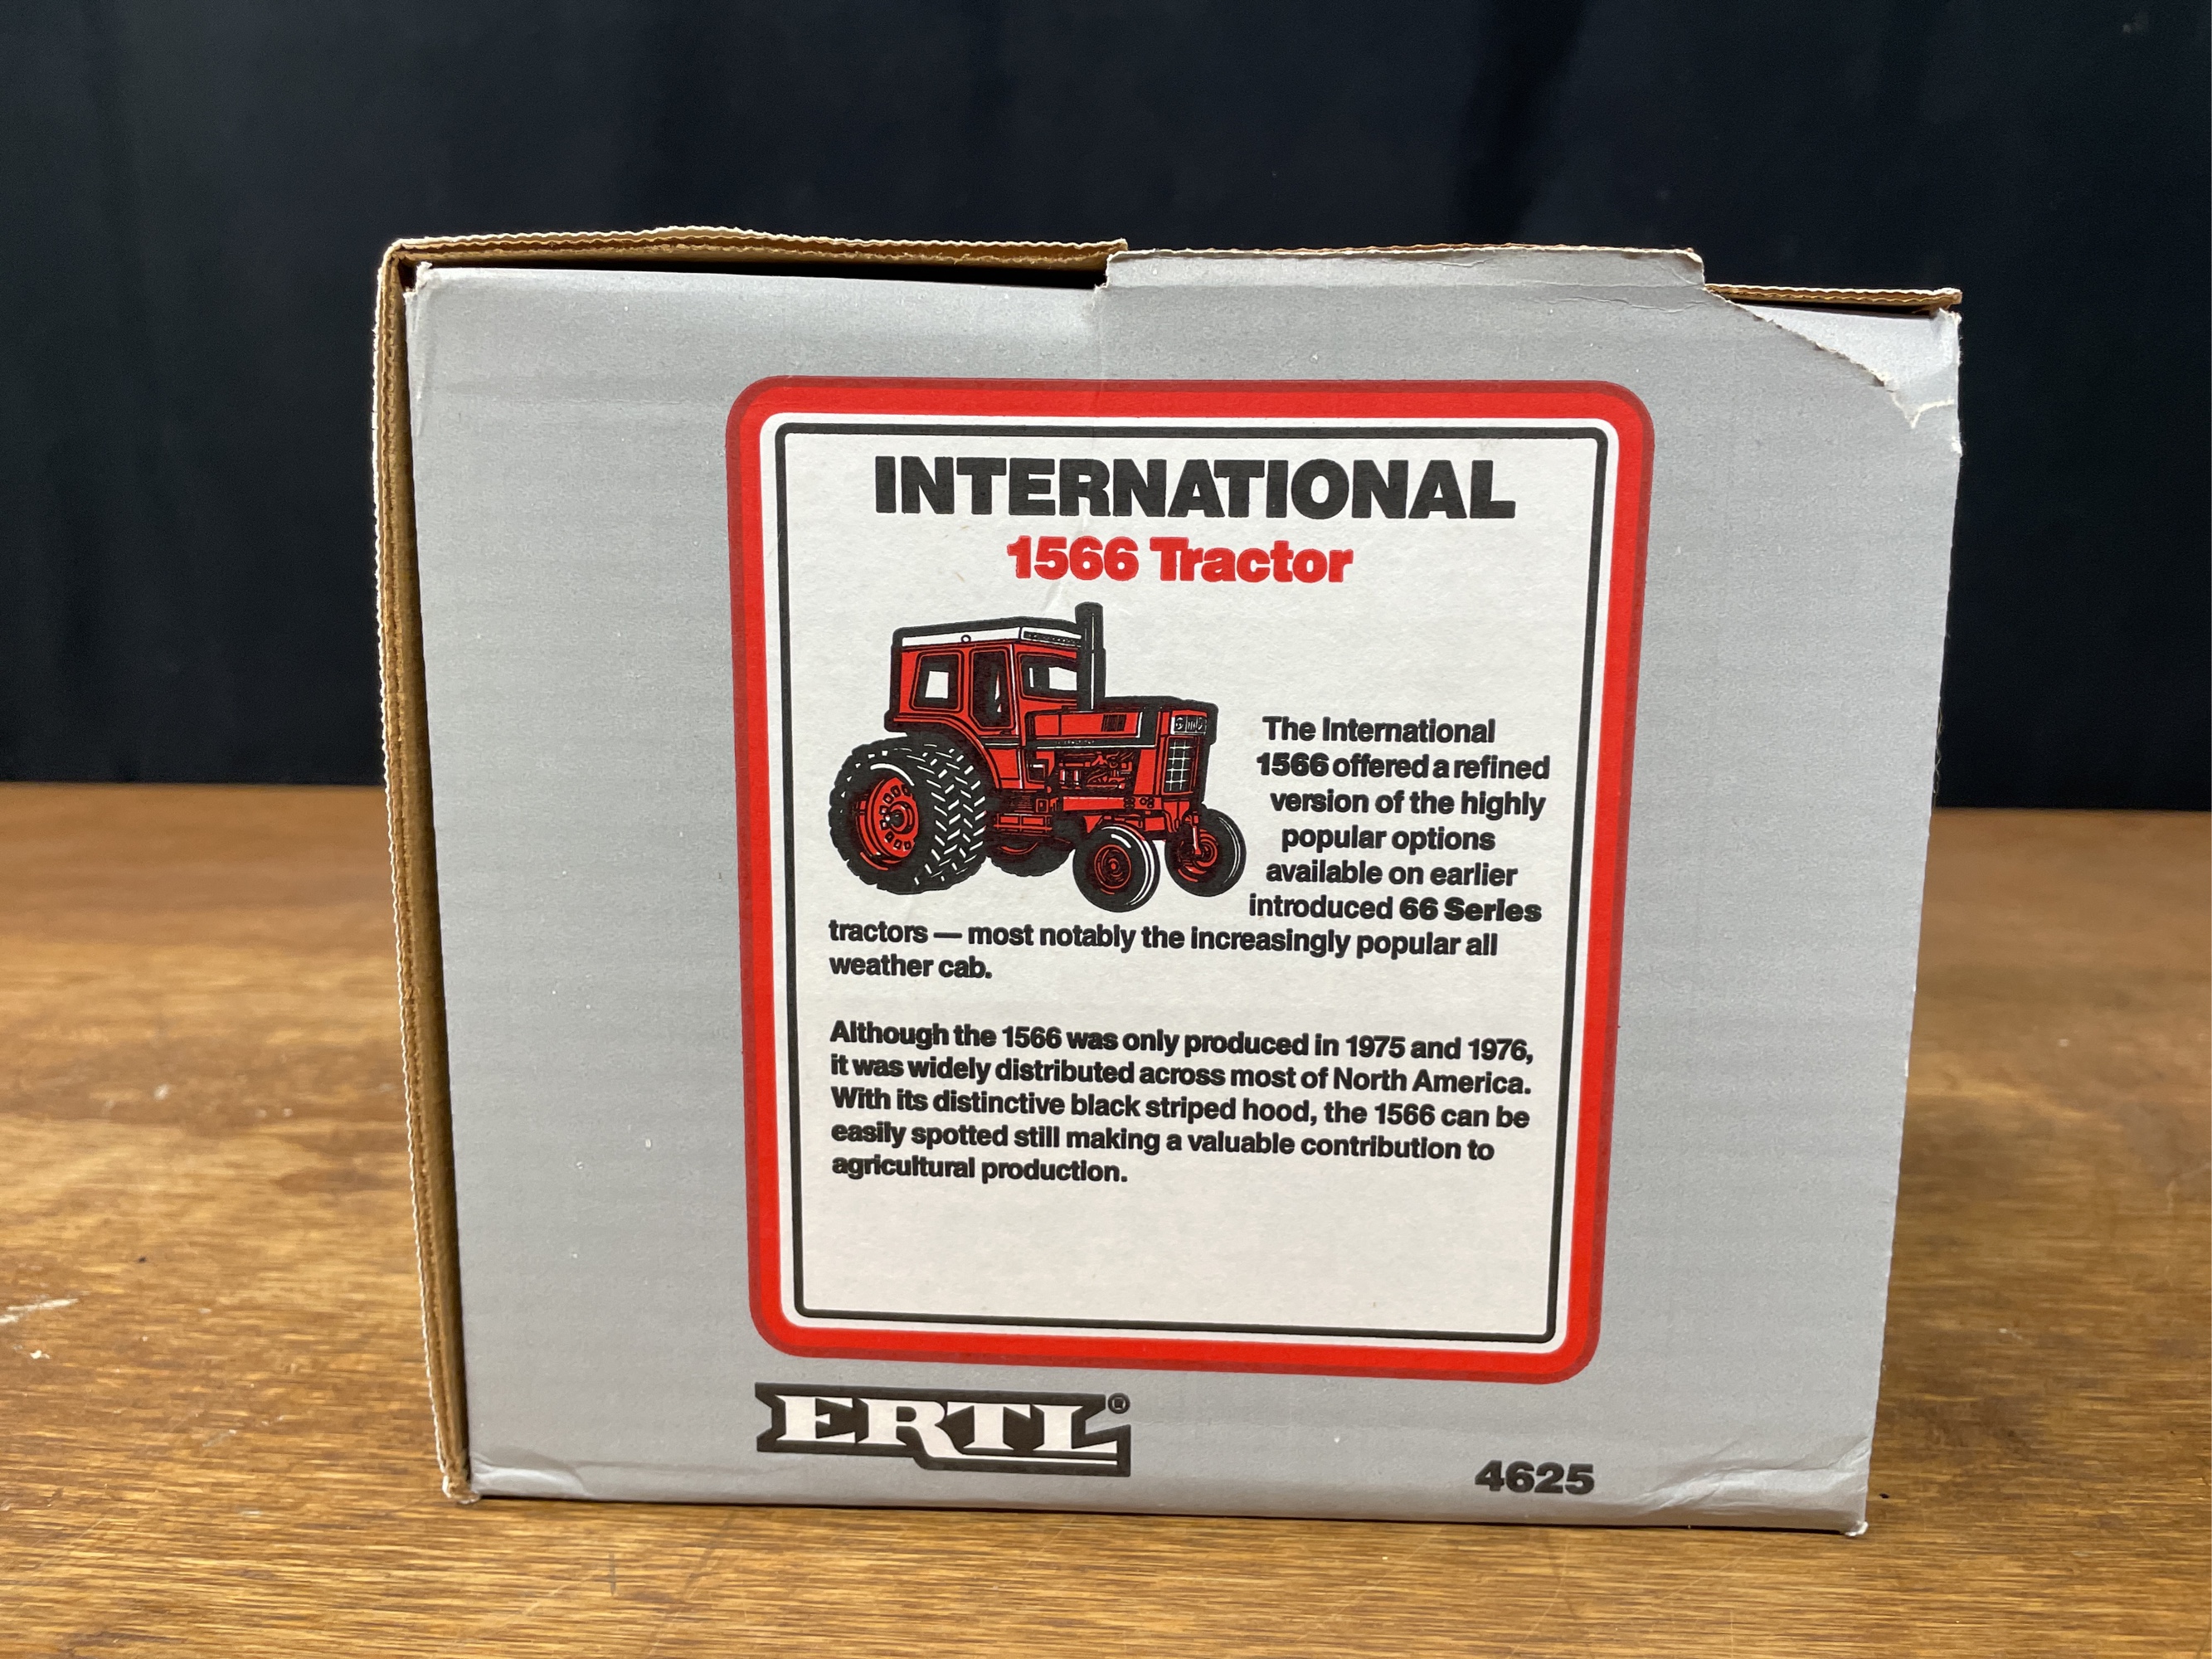 INTERNATIONAL
1566 Tractor
The International
1566 offered a refined
version of the highly
popular options
available on earlier
introduced 66 Series
tractors — most notably the increasingly popular all
weather cab.
Although the 1566 was only produced in 1975 and 1976,
it was widely distributed across most of North America.
With its distinctive black striped hood, the 1566 can be
easily spotted still making a valuable contribution to
agricultural production.
ERTL®
4625